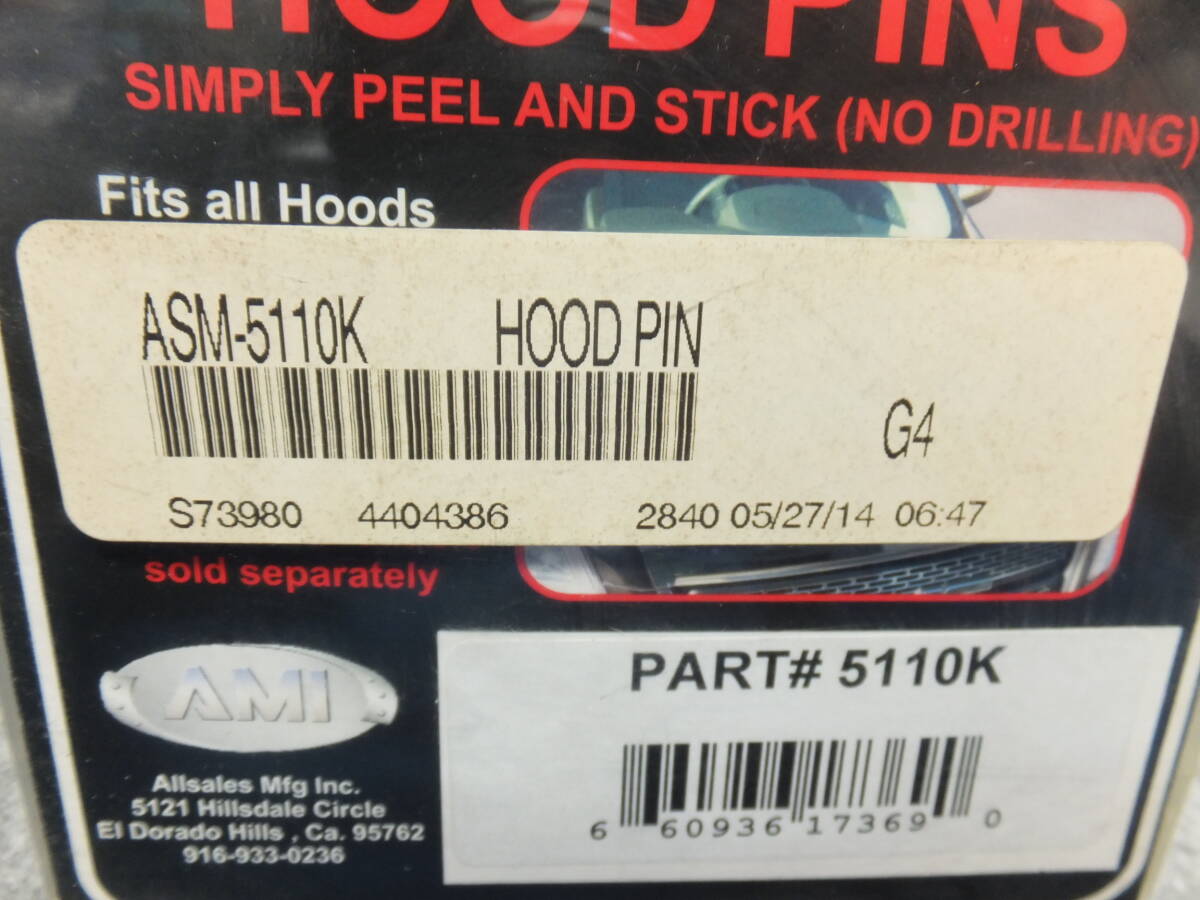 HOOD PINS
SIMPLY PEEL AND STICK (NO DRILLING)
Fits all Hoods
ASM-5110K HOOD PIN
G4
S73980 4404386 2840 05/27/14 06:47
sold separately
AMI
Allsales Mfg Inc.
5121 Hillsdale Circle
El Dorado Hills , Ca. 95762
916-933-0236
PART# 5110K
6 60936 17369 0